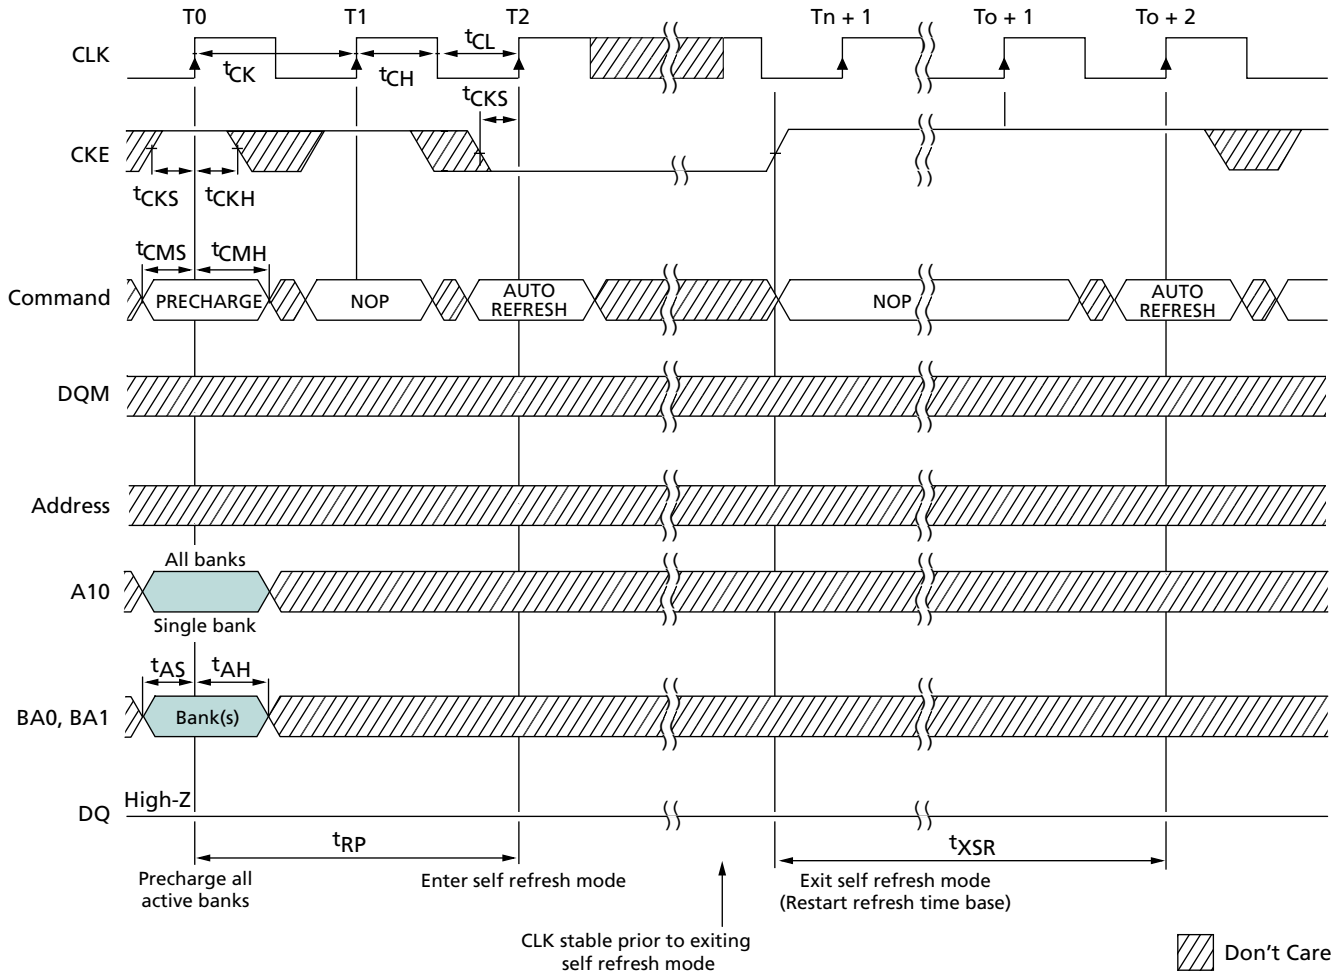 T0 T1 T2 Tn + 1 To + 1 To + 2
CLK
tCK tCH tCL
tCKS
CKE
tCKS tCKH
tCMS tCMH
Command PRECHARGE NOP AUTO REFRESH NOP AUTO REFRESH
DQM
Address
All banks
A10
Single bank
tAS tAH
BA0, BA1 Bank(s)
High-Z
DQ
tRP tXSR
Precharge all
active banks
Enter self refresh mode
Exit self refresh mode
(Restart refresh time base)
CLK stable prior to exiting
self refresh mode
Don't Care